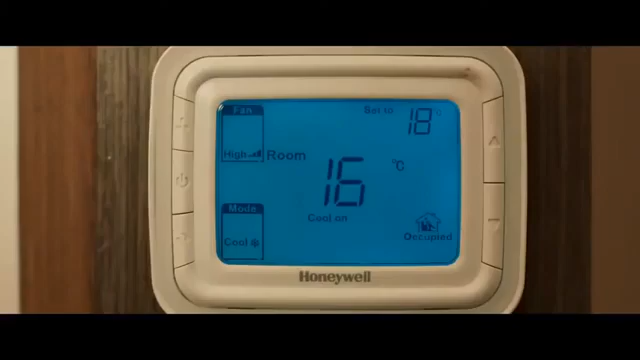 Fan
Set to 18 °C
High Room
16 °C
Mode
Cool on
Cool
Occupied
Honeywell